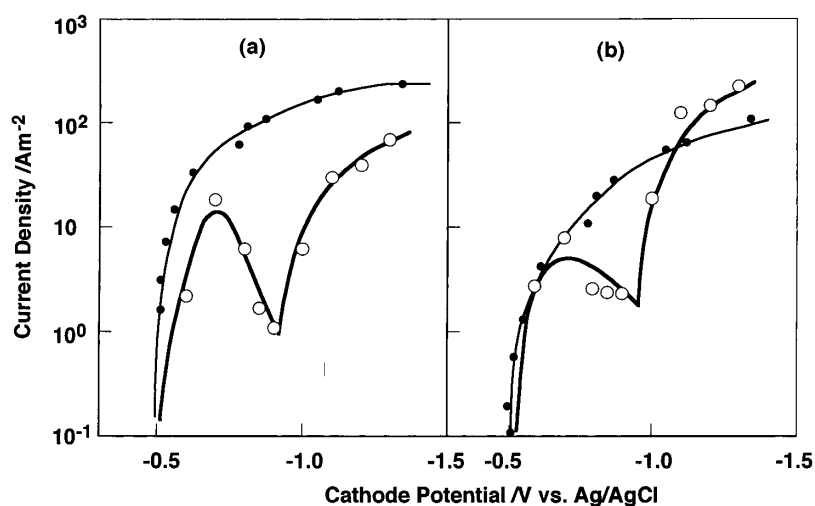 (a)
(b)
Current Density /Am⁻²
10³
10²
10
10⁰
10⁻¹
-0.5
-1.0
-1.5
-0.5
-1.0
-1.5
Cathode Potential /V vs. Ag/AgCl